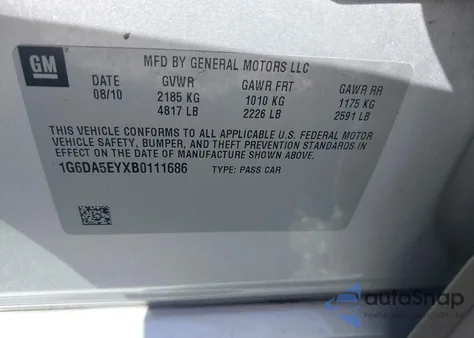 GM
MFD BY GENERAL MOTORS LLC
DATE GVWR GAWR FRT GAWR RR
08/10 2185 KG 1010 KG 1175 KG
4817 LB 2226 LB 2591 LB
THIS VEHICLE CONFORMS TO ALL APPLICABLE U.S. FEDERAL MOTOR
VEHICLE SAFETY, BUMPER, AND THEFT PREVENTION STANDARDS IN
EFFECT ON THE DATE OF MANUFACTURE SHOWN ABOVE.
1G6DA5EYXB0111686 TYPE: PASS CAR
autoSnap